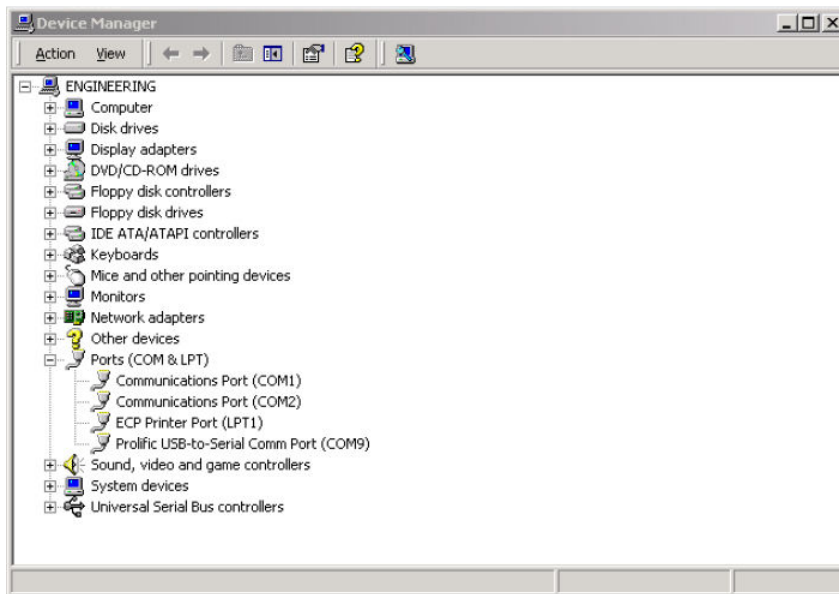 Device Manager
Action View
ENGINEERING
Computer
Disk drives
Display adapters
DVD/CD-ROM drives
Floppy disk controllers
Floppy disk drives
IDE ATA/ATAPI controllers
Keyboards
Mice and other pointing devices
Monitors
Network adapters
Other devices
Ports (COM & LPT)
Communications Port (COM1)
Communications Port (COM2)
ECP Printer Port (LPT1)
Prolific USB-to-Serial Comm Port (COM9)
Sound, video and game controllers
System devices
Universal Serial Bus controllers